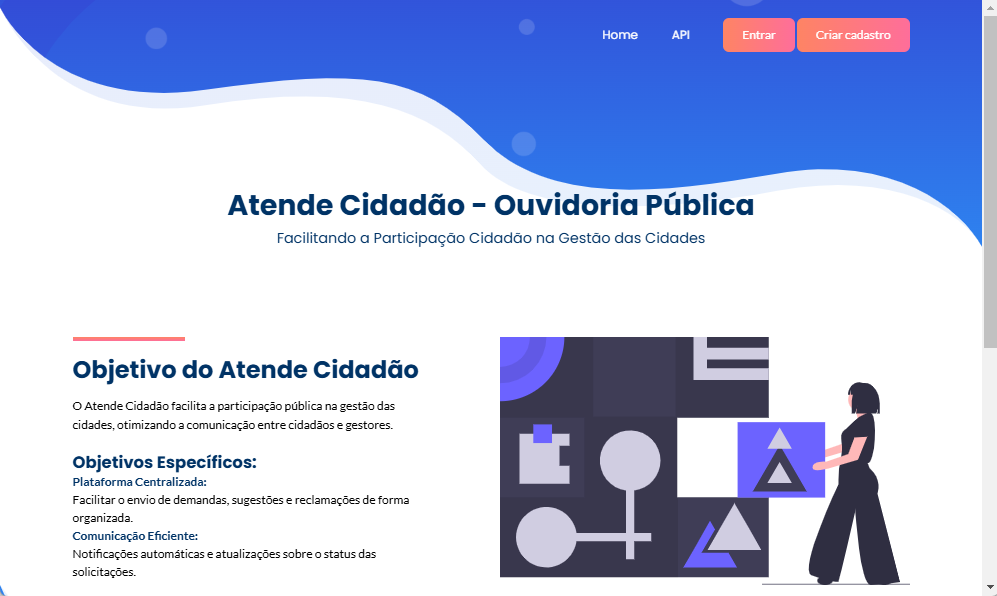 Home API Entrar Criar cadastro
Atende Cidadão - Ouvidoria Pública
Facilitando a Participação Cidadão na Gestão das Cidades
Objetivo do Atende Cidadão
O Atende Cidadão facilita a participação pública na gestão das
cidades, otimizando a comunicação entre cidadãos e gestores.
Objetivos Específicos:
Plataforma Centralizada:
Facilitar o envio de demandas, sugestões e reclamações de forma
organizada.
Comunicação Eficiente:
Notificações automáticas e atualizações sobre o status das
solicitações.